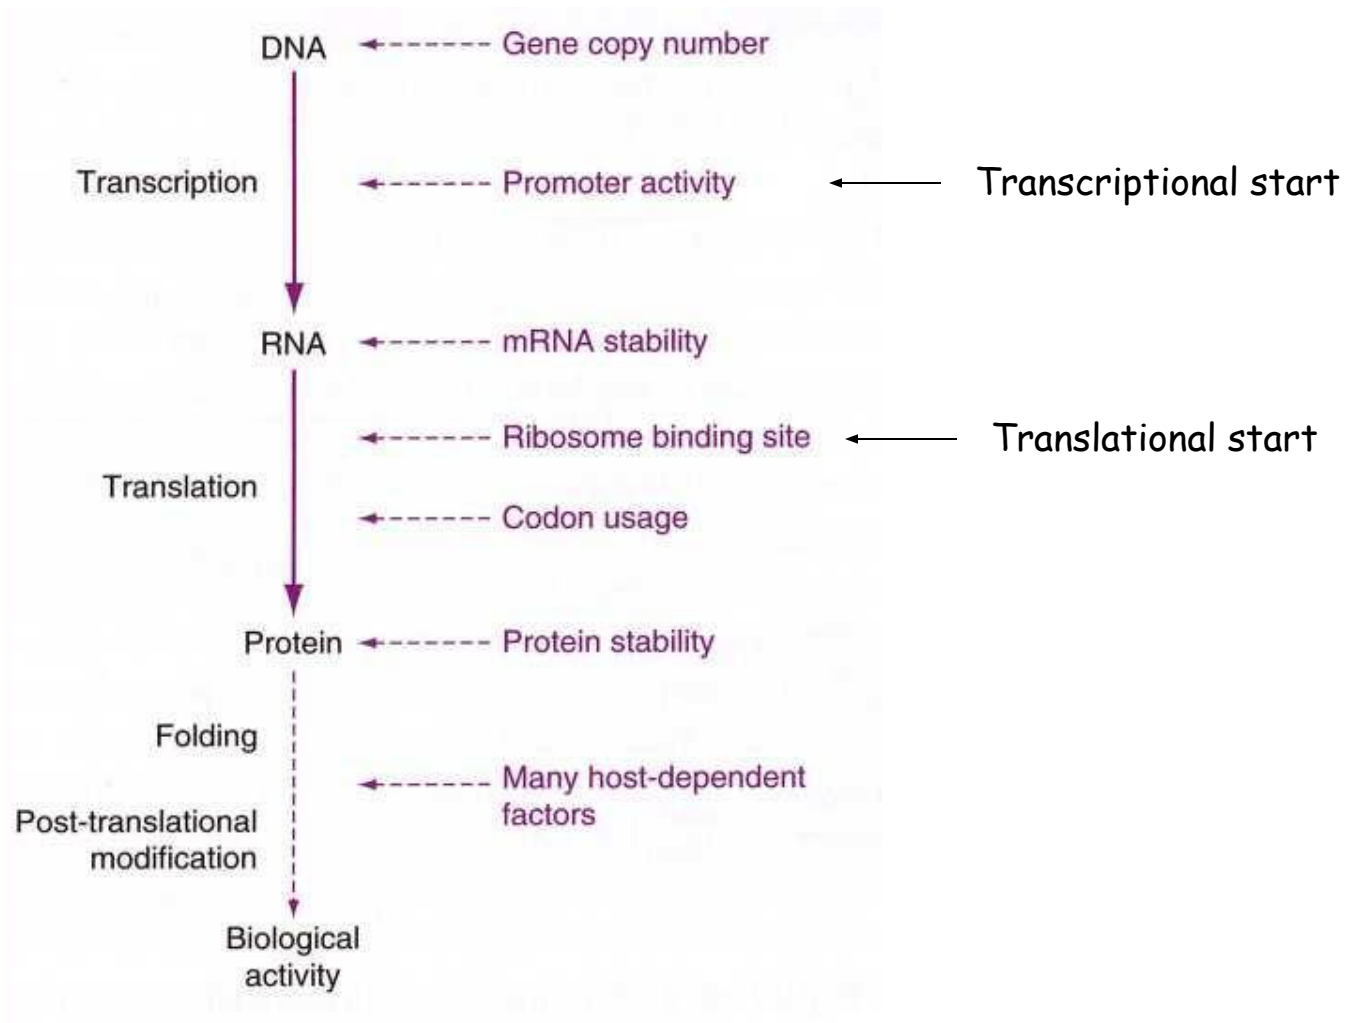 DNA
Gene copy number
Transcription
Promoter activity
Transcriptional start
RNA
mRNA stability
Ribosome binding site
Translational start
Translation
Codon usage
Protein
Protein stability
Folding
Many host-dependent
factors
Post-translational
modification
Biological
activity